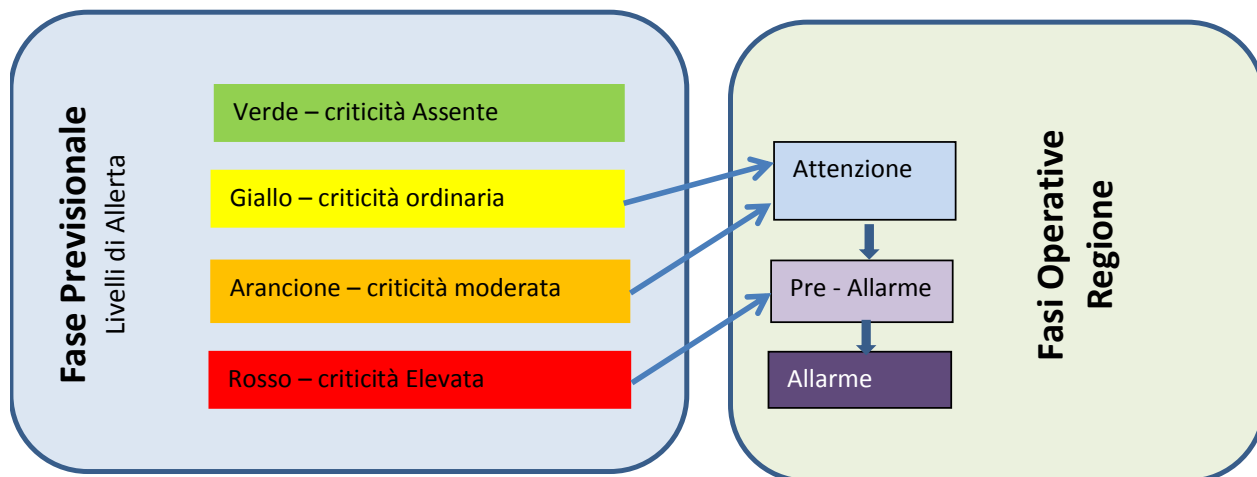 Fase Previsionale
Livelli di Allerta
Verde – criticità Assente
Giallo – criticità ordinaria
Arancione – criticità moderata
Rosso – criticità Elevata
Attenzione
Pre - Allarme
Allarme
Fasi Operative
Regione